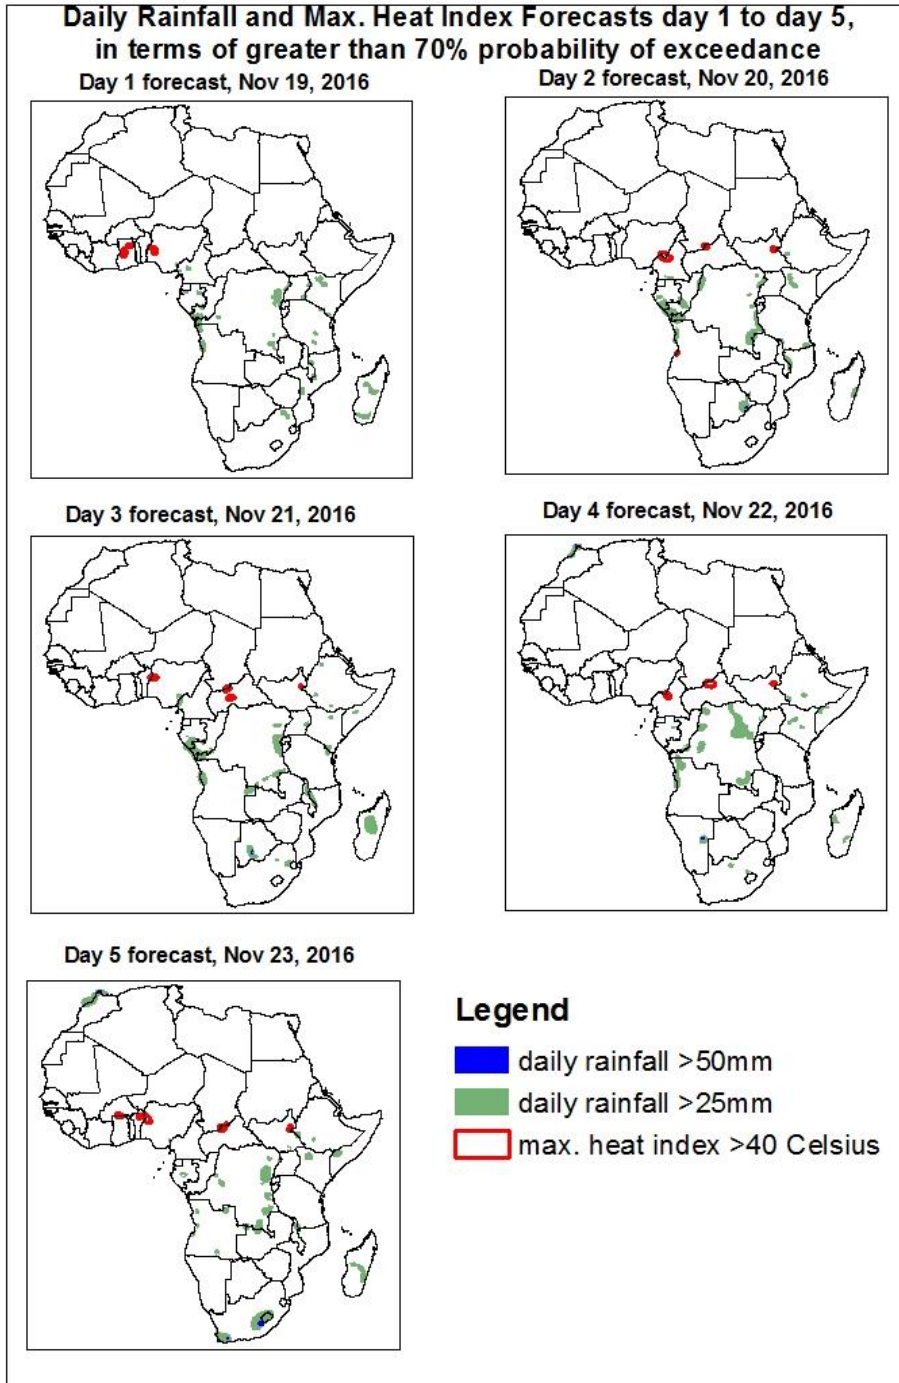 Daily Rainfall and Max. Heat Index Forecasts day 1 to day 5,
in terms of greater than 70% probability of exceedance
Day 1 forecast, Nov 19, 2016
Day 2 forecast, Nov 20, 2016
Day 3 forecast, Nov 21, 2016
Day 4 forecast, Nov 22, 2016
Day 5 forecast, Nov 23, 2016
Legend
daily rainfall >50mm
daily rainfall >25mm
max. heat index >40 Celsius